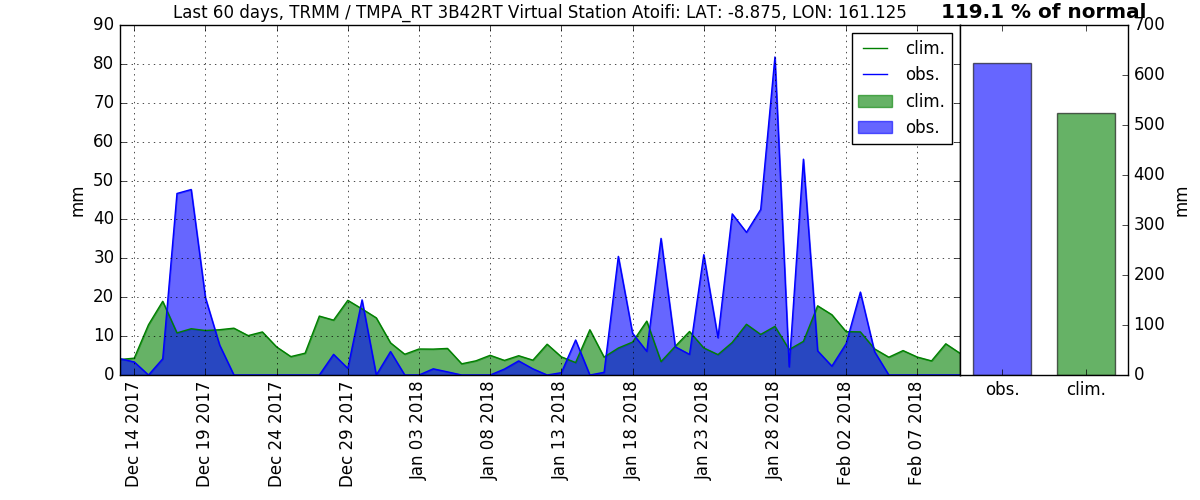 Last 60 days, TRMM / TMPA_RT 3B42RT Virtual Station Atoifi: LAT: -8.875, LON: 161.125
119.1 % of normal
90
80
70
60
50
40
30
20
10
0
mm
clim.
obs.
clim.
obs.
Dec 14 2017
Dec 19 2017
Dec 24 2017
Dec 29 2017
Jan 03 2018
Jan 08 2018
Jan 13 2018
Jan 18 2018
Jan 23 2018
Jan 28 2018
Feb 02 2018
Feb 07 2018
700
600
500
400
300
200
100
0
mm
obs.
clim.